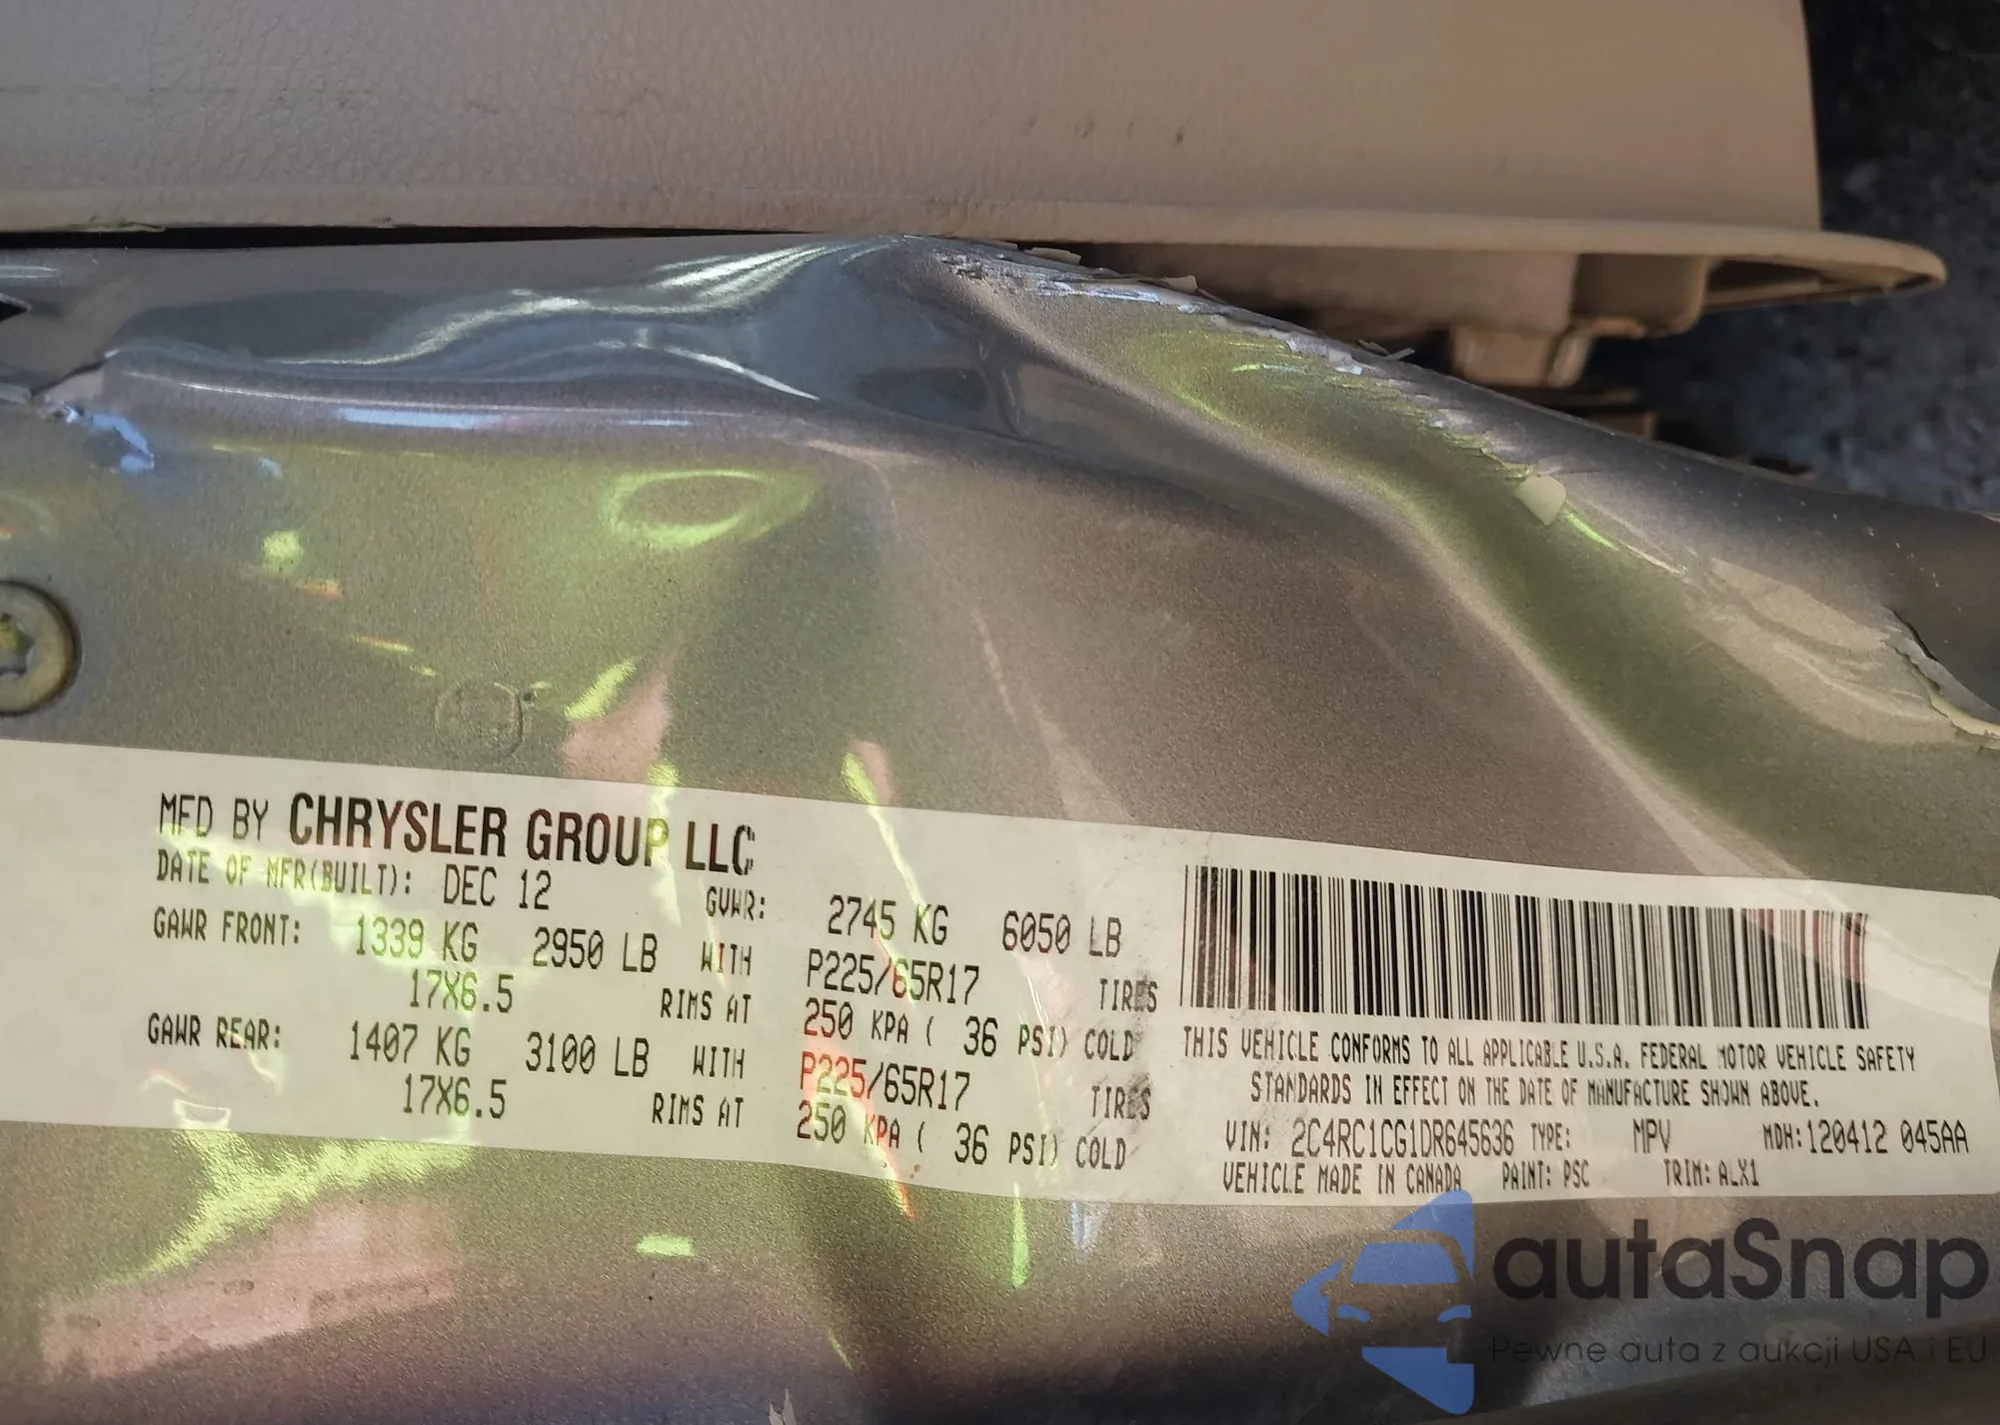 MFD BY CHRYSLER GROUP LLC
DATE OF MFR(BUILT): DEC 12 GVWR: 2745 KG 6050 LB
GAWR FRONT: 1339 KG 2950 LB WITH P225/65R17 TIRES
17X6.5 RIMS AT 250 KPA ( 36 PSI) COLD
GAWR REAR: 1407 KG 3100 LB WITH P225/65R17 TIRES
17X6.5 RIMS AT 250 KPA ( 36 PSI) COLD
THIS VEHICLE CONFORMS TO ALL APPLICABLE U.S.A. FEDERAL MOTOR VEHICLE SAFETY
STANDARDS IN EFFECT ON THE DATE OF MANUFACTURE SHOWN ABOVE.
VIN: 2C4RC1CG1DR645636 TYPE: MPV MDH:120412 045AA
VEHICLE MADE IN CANADA PAINT: PSC TRIM: ALX1
autaSnap
Pewne auta z aukcji USA i EU